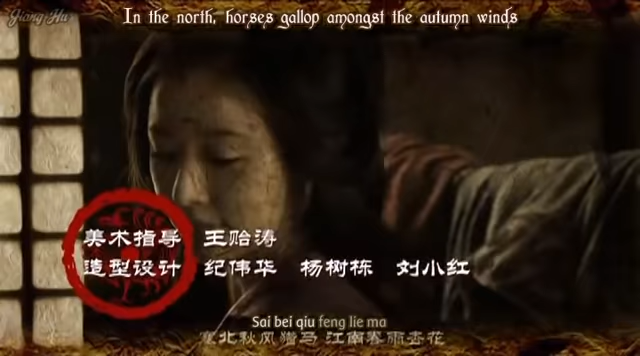 Jiang Hu
In the north, horses gallop amongst the autumn winds
美术指导 王贻涛
造型设计 纪伟华 杨树栋 刘小红
Sai bei qiu feng lie ma
塞北秋风猎马 江南春雨杏花